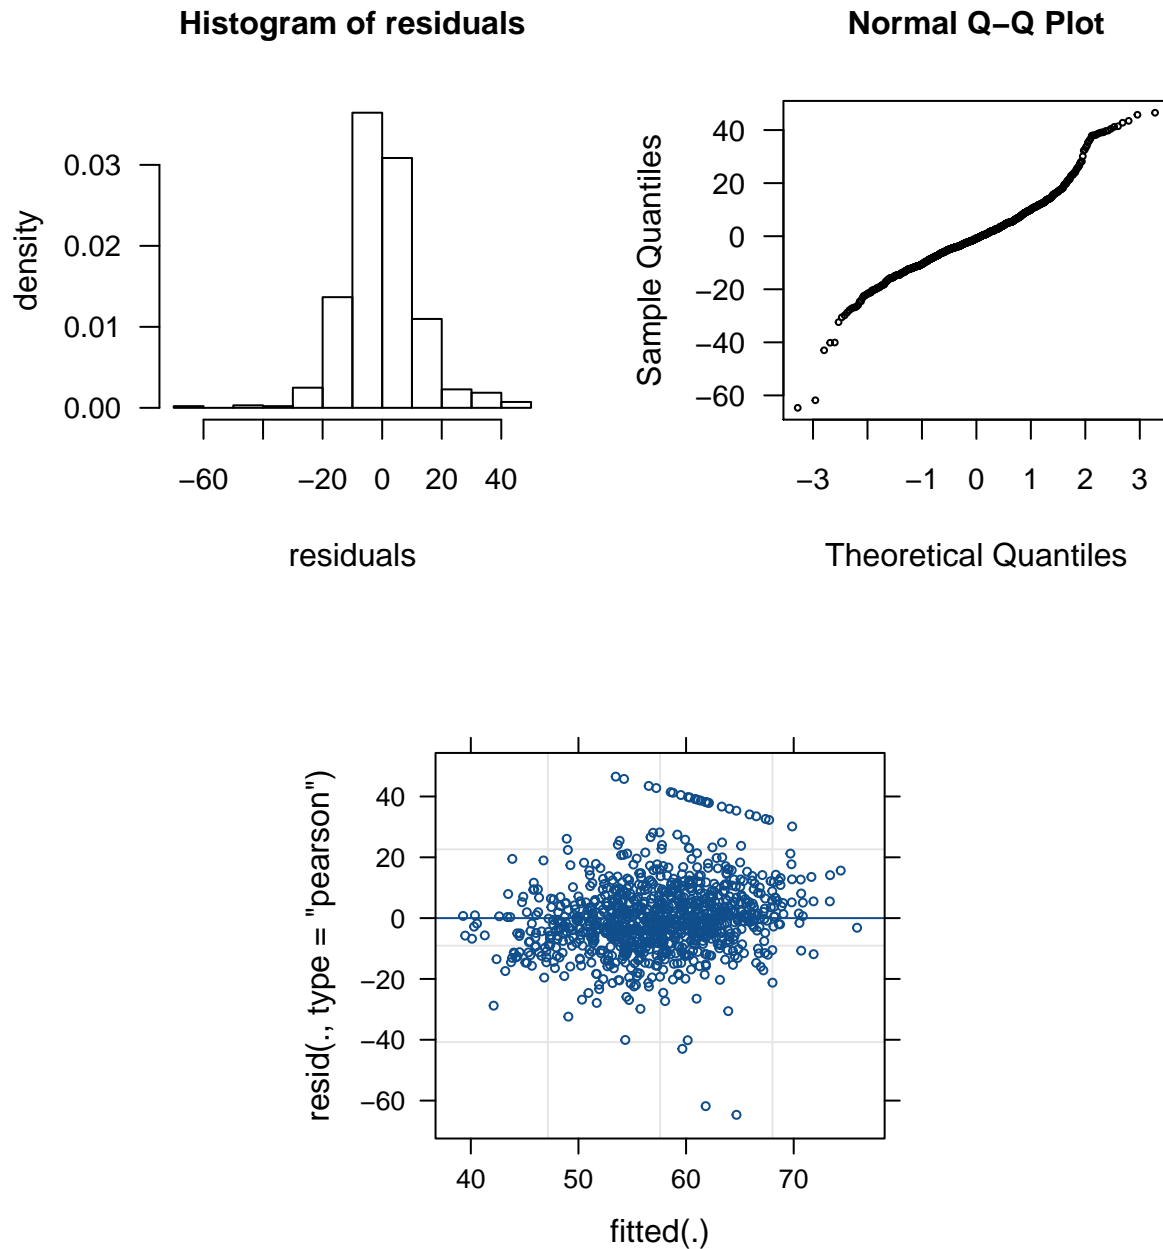 Histogram of residuals
density
0.03
0.02
0.01
0.00
−60 −20 0 20 40
residuals
Normal Q−Q Plot
Sample Quantiles
40
20
0
−20
−40
−60
−3 −1 0 1 2 3
Theoretical Quantiles
resid(., type = "pearson")
40
20
0
−20
−40
−60
40 50 60 70
fitted(.)